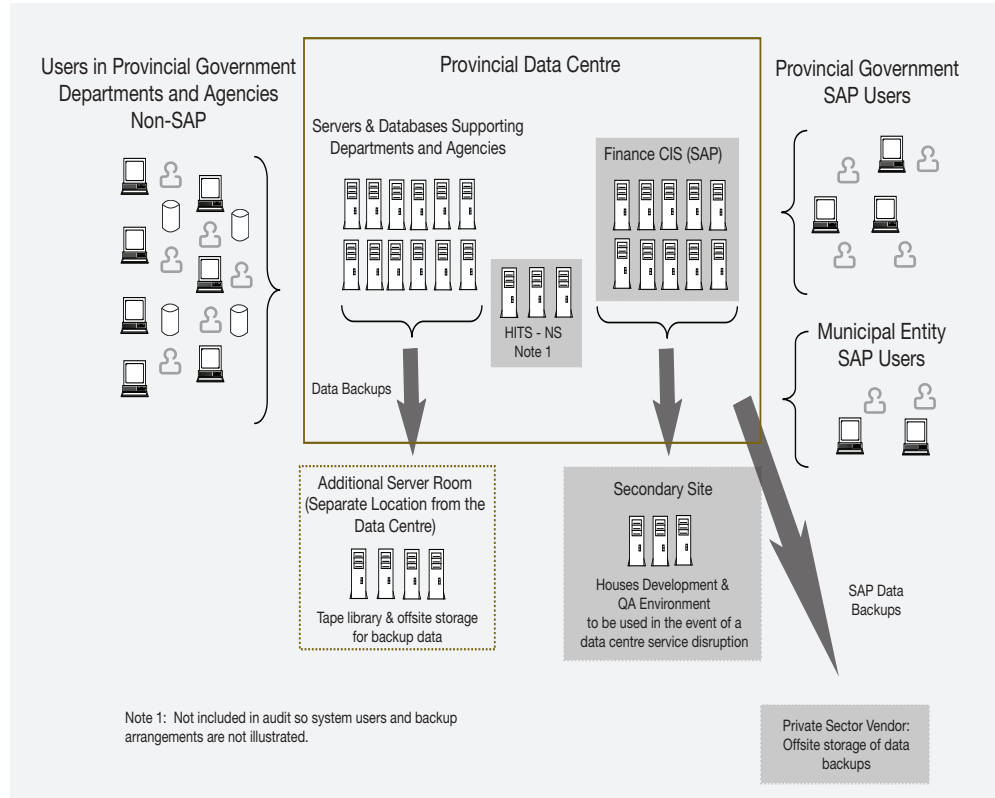 Users in Provincial Government
Departments and Agencies
Non-SAP
Provincial Data Centre
Servers & Databases Supporting
Departments and Agencies
Finance CIS (SAP)
HITS - NS
Note 1
Data Backups
Provincial Government
SAP Users
Municipal Entity
SAP Users
Additional Server Room
(Separate Location from the
Data Centre)
Tape library & offsite storage
for backup data
Secondary Site
Houses Development &
QA Environment
to be used in the event of a
data centre service disruption
SAP Data
Backups
Note 1: Not included in audit so system users and backup
arrangements are not illustrated.
Private Sector Vendor:
Offsite storage of data
backups